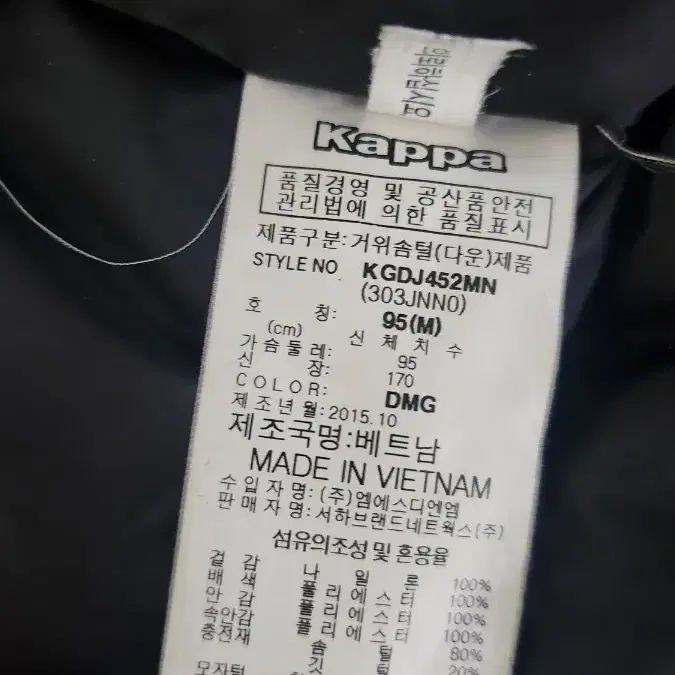 Kappa
품질경영 및 공산품안전
관리법에 의한 품질표시
제품구분:거위솜털(다운)제품
STYLE NO KGDJ452MN
(303JNN0)
호 칭: 95(M)
(cm) 신 체 치 수
가슴둘레: 95
신 장: 170
COLOR: DMG
제조년월:2015.10
제조국명:베트남
MADE IN VIETNAM
수입자명:(주)엠에스디엔엠
판매자명:서하브랜드네트웍스(주)
섬유의조성 및 혼용율
겉감 나일론 100%
배색 폴리에스터 100%
안감 폴리에스터 100%
속안감 폴리에스터 100%
충전재 솜털 80%
깃털 20%
모자털